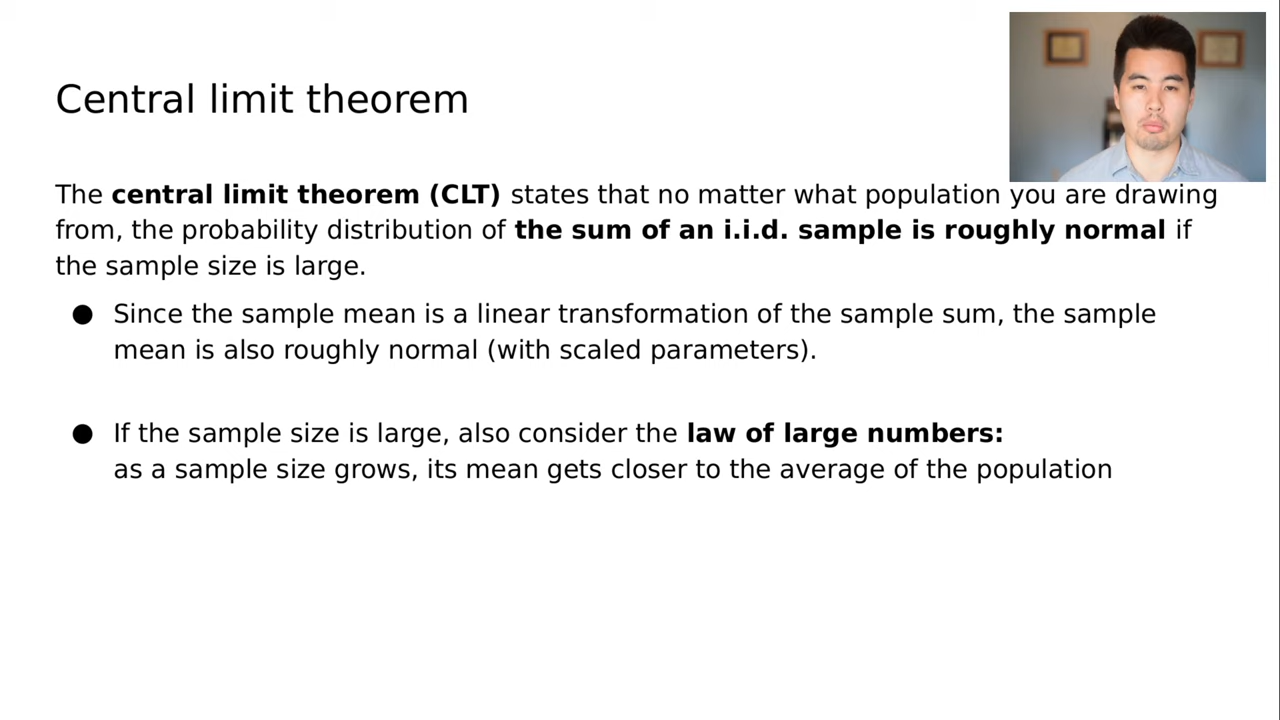 Central limit theorem
The central limit theorem (CLT) states that no matter what population you are drawing
from, the probability distribution of the sum of an i.i.d. sample is roughly normal if
the sample size is large.
● Since the sample mean is a linear transformation of the sample sum, the sample
mean is also roughly normal (with scaled parameters).
● If the sample size is large, also consider the law of large numbers:
as a sample size grows, its mean gets closer to the average of the population